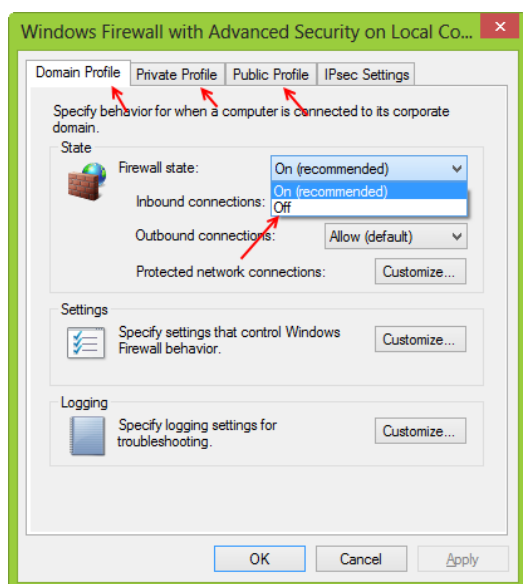 Windows Firewall with Advanced Security on Local Co...
Domain Profile Private Profile Public Profile IPsec Settings
Specify behavior for when a computer is connected to its corporate
domain.
State
Firewall state: On (recommended)
On (recommended)
Inbound connections:
Off
Outbound connections: Allow (default)
Protected network connections: Customize...
Settings
Specify settings that control Windows
Firewall behavior.
Customize...
Logging
Specify logging settings for
troubleshooting.
Customize...
OK Cancel Apply